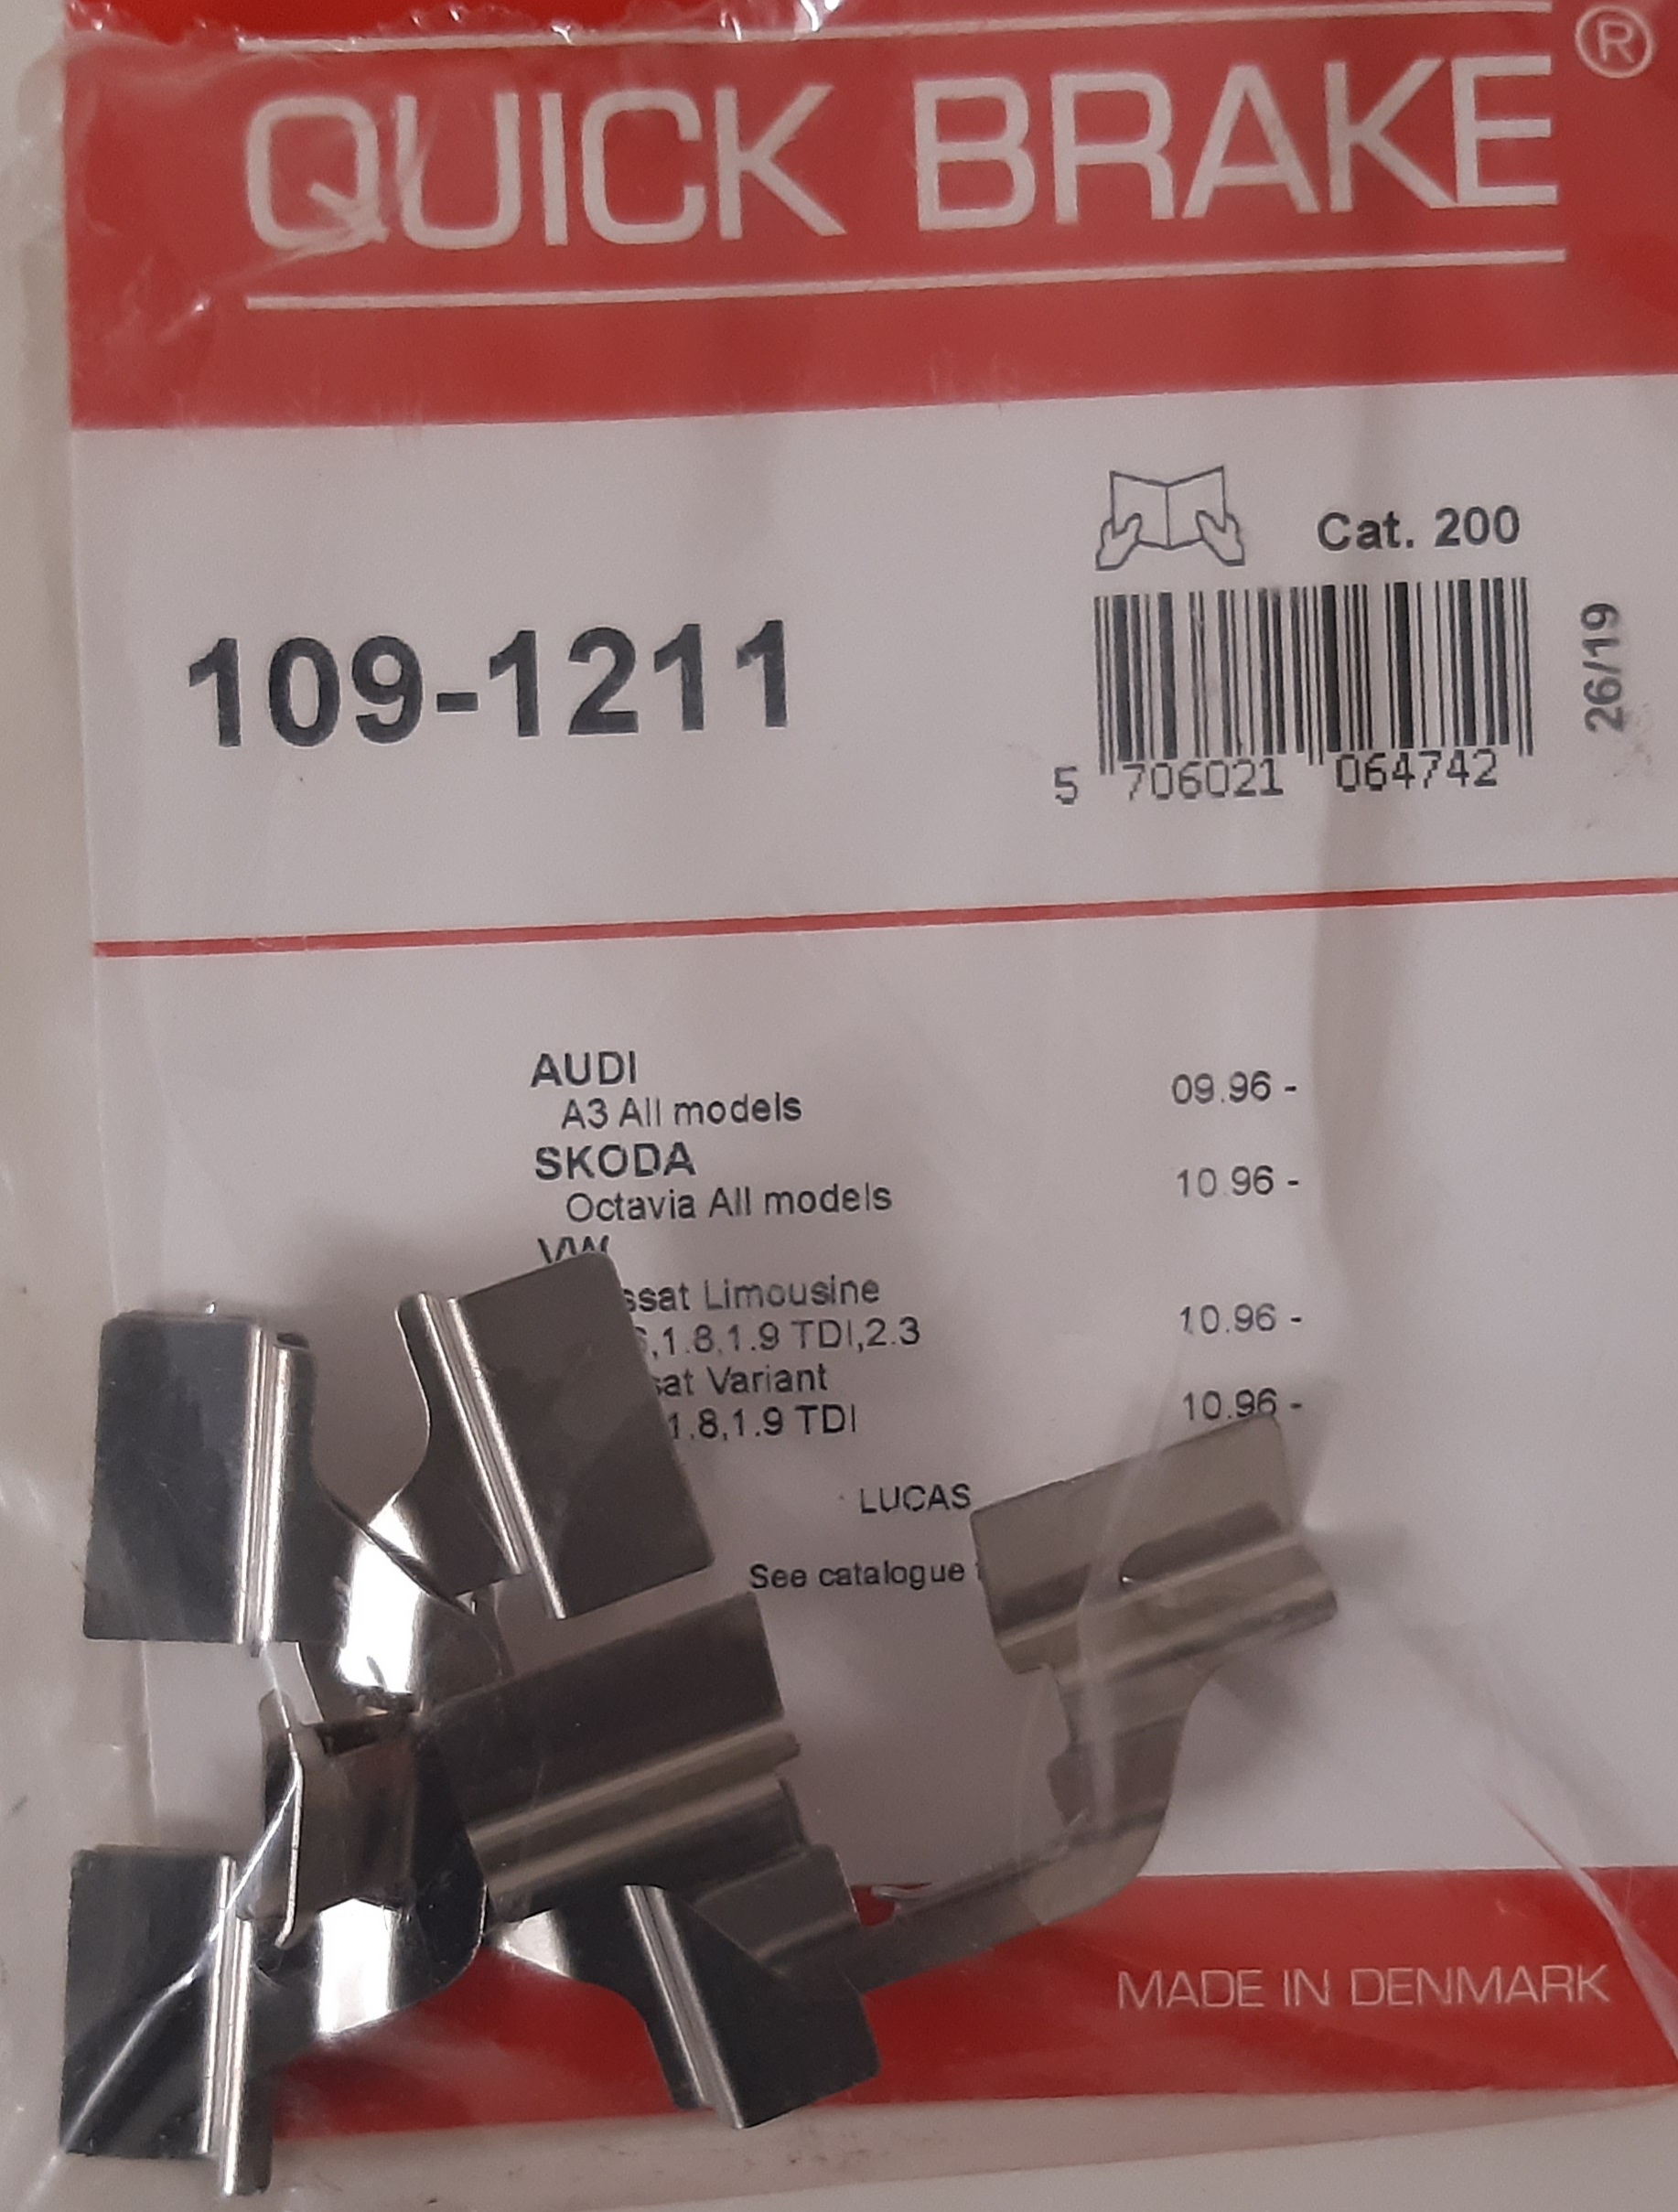 QUICK BRAKE ®
Cat. 200
109-1211
26/19
5 706021 064742
AUDI
A3 All models 09.96 -
SKODA
Octavia All models 10.96 -
VW
Limousine
,1.8,1.9 TDI,2.3 10.96 -
Variant
1.8,1.9 TDI 10.96 -
LUCAS
See catalogue
MADE IN DENMARK